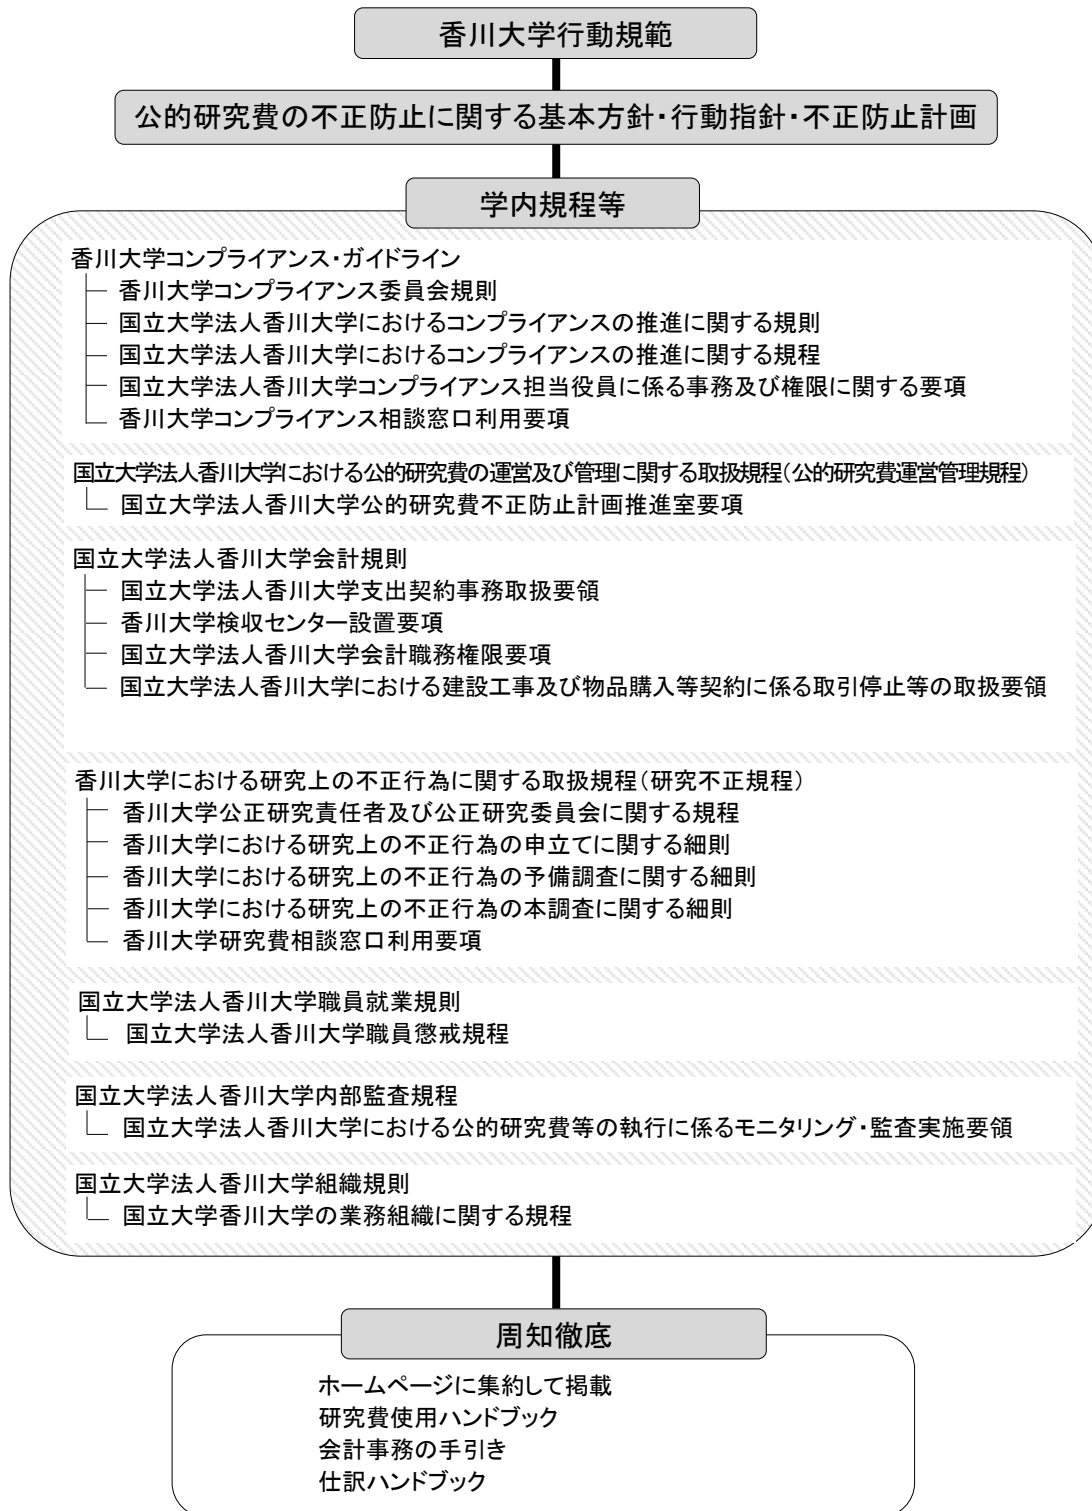 香川大学行動規範
公的研究費の不正防止に関する基本方針・行動指針・不正防止計画
学内規程等
香川大学コンプライアンス・ガイドライン
香川大学コンプライアンス委員会規則
国立大学法人香川大学におけるコンプライアンスの推進に関する規則
国立大学法人香川大学におけるコンプライアンスの推進に関する規程
国立大学法人香川大学コンプライアンス担当役員に係る事務及び権限に関する要項
香川大学コンプライアンス相談窓口利用要項
国立大学法人香川大学における公的研究費の運営及び管理に関する取扱規程(公的研究費運営管理規程)
国立大学法人香川大学公的研究費不正防止計画推進室要項
国立大学法人香川大学会計規則
国立大学法人香川大学支出契約事務取扱要領
香川大学検収センター設置要項
国立大学法人香川大学会計職務権限要項
国立大学法人香川大学における建設工事及び物品購入等契約に係る取引停止等の取扱要領
香川大学における研究上の不正行為に関する取扱規程(研究不正規程)
香川大学公正研究責任者及び公正研究委員会に関する規程
香川大学における研究上の不正行為の申立てに関する細則
香川大学における研究上の不正行為の予備調査に関する細則
香川大学における研究上の不正行為の本調査に関する細則
香川大学研究費相談窓口利用要項
国立大学法人香川大学職員就業規則
国立大学法人香川大学職員懲戒規程
国立大学法人香川大学内部監査規程
国立大学法人香川大学における公的研究費等の執行に係るモニタリング・監査実施要領
国立大学法人香川大学組織規則
国立大学香川大学の業務組織に関する規程
周知徹底
ホームページに集約して掲載
研究費使用ハンドブック
会計事務の手引き
仕訳ハンドブック